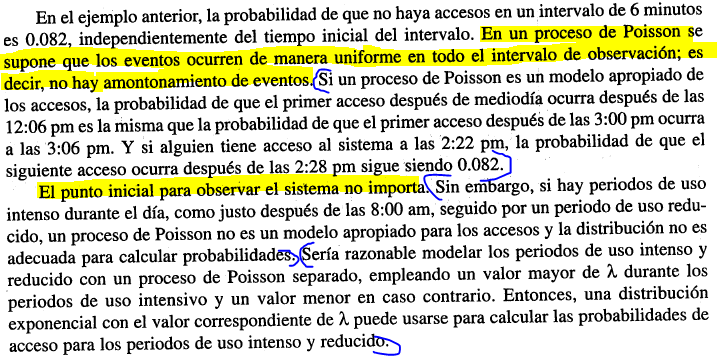 En el ejemplo anterior, la probabilidad de que no haya accesos en un intervalo de 6 minutos
es 0.082, independientemente del tiempo inicial del intervalo. En un proceso de Poisson se
supone que los eventos ocurren de manera uniforme en todo el intervalo de observación; es
decir, no hay amontonamiento de eventos. Si un proceso de Poisson es un modelo apropiado de
los accesos, la probabilidad de que el primer acceso después de mediodía ocurra después de las
12:06 pm es la misma que la probabilidad de que el primer acceso después de las 3:00 pm ocurra
a las 3:06 pm. Y si alguien tiene acceso al sistema a las 2:22 pm, la probabilidad de que el
siguiente acceso ocurra después de las 2:28 pm sigue siendo 0.082.
El punto inicial para observar el sistema no importa. Sin embargo, si hay periodos de uso
intenso durante el día, como justo después de las 8:00 am, seguido por un periodo de uso redu-
cido, un proceso de Poisson no es un modelo apropiado para los accesos y la distribución no es
adecuada para calcular probabilidades. Sería razonable modelar los periodos de uso intenso y
reducido con un proceso de Poisson separado, empleando un valor mayor de λ durante los
periodos de uso intensivo y un valor menor en caso contrario. Entonces, una distribución
exponencial con el valor correspondiente de λ puede usarse para calcular las probabilidades de
acceso para los periodos de uso intenso y reducido.